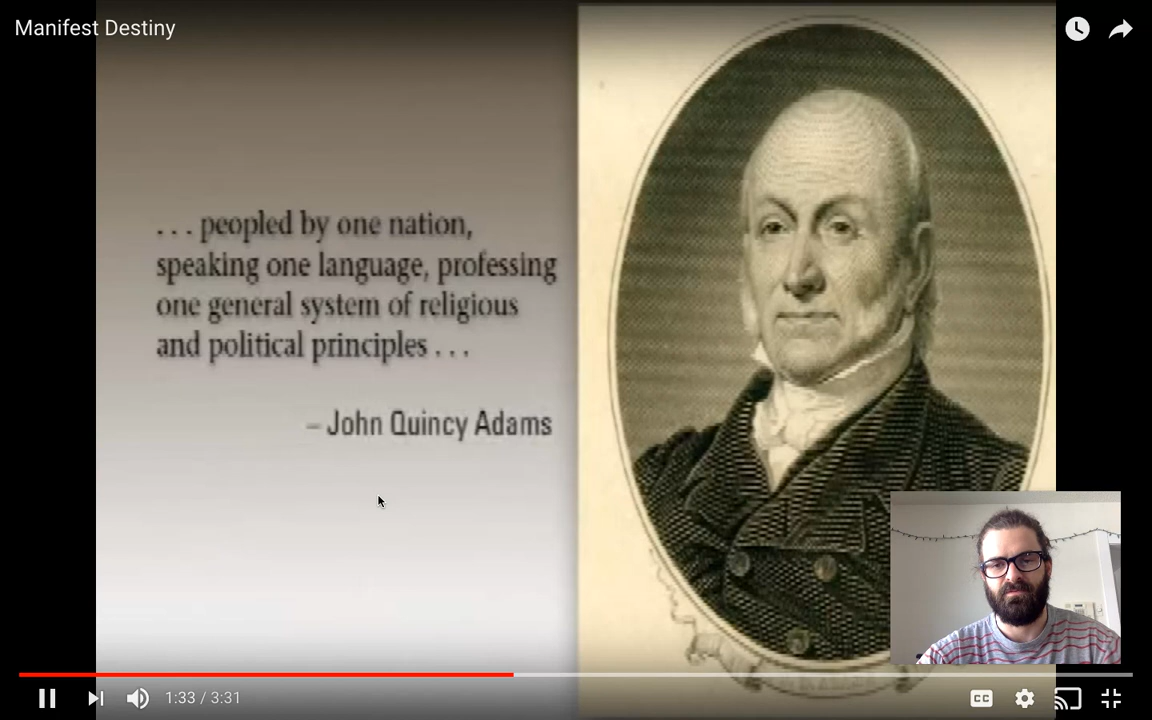 Manifest Destiny
. . . peopled by one nation,
speaking one language, professing
one general system of religious
and political principles . . .
– John Quincy Adams
1:33 / 3:31
CC